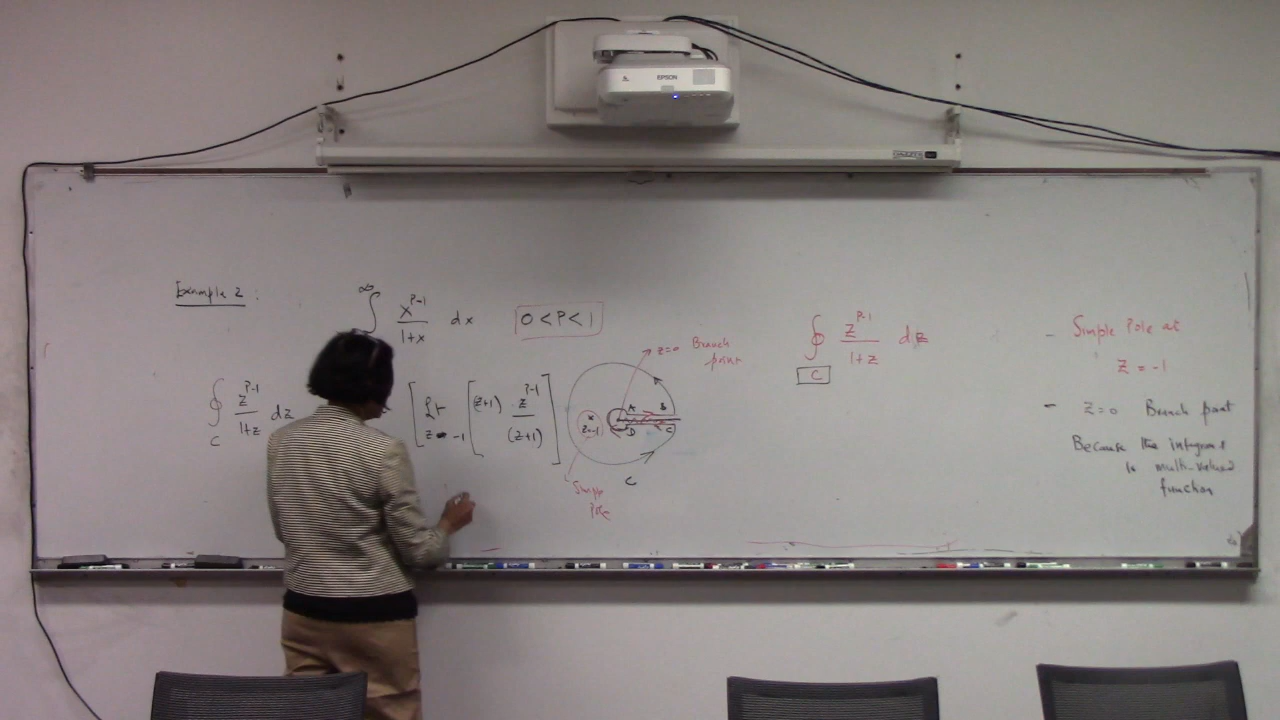 EPSON
Example 2 :
∞
∫ x^{P-1} / 1+x dx
0 < P < 1
∮_C z^{P-1} / 1+z dz
[ Lt z → -1 [ (z+1) · z^{P-1} / (z+1) ] ]
z=0 Branch point
A B
D C
z=-1
C
Simple Pole
∮_C z^{P-1} / 1+z dz
- Simple Pole at
z = -1
- z=0 Branch point
Because the integrand
is multi-valued
function